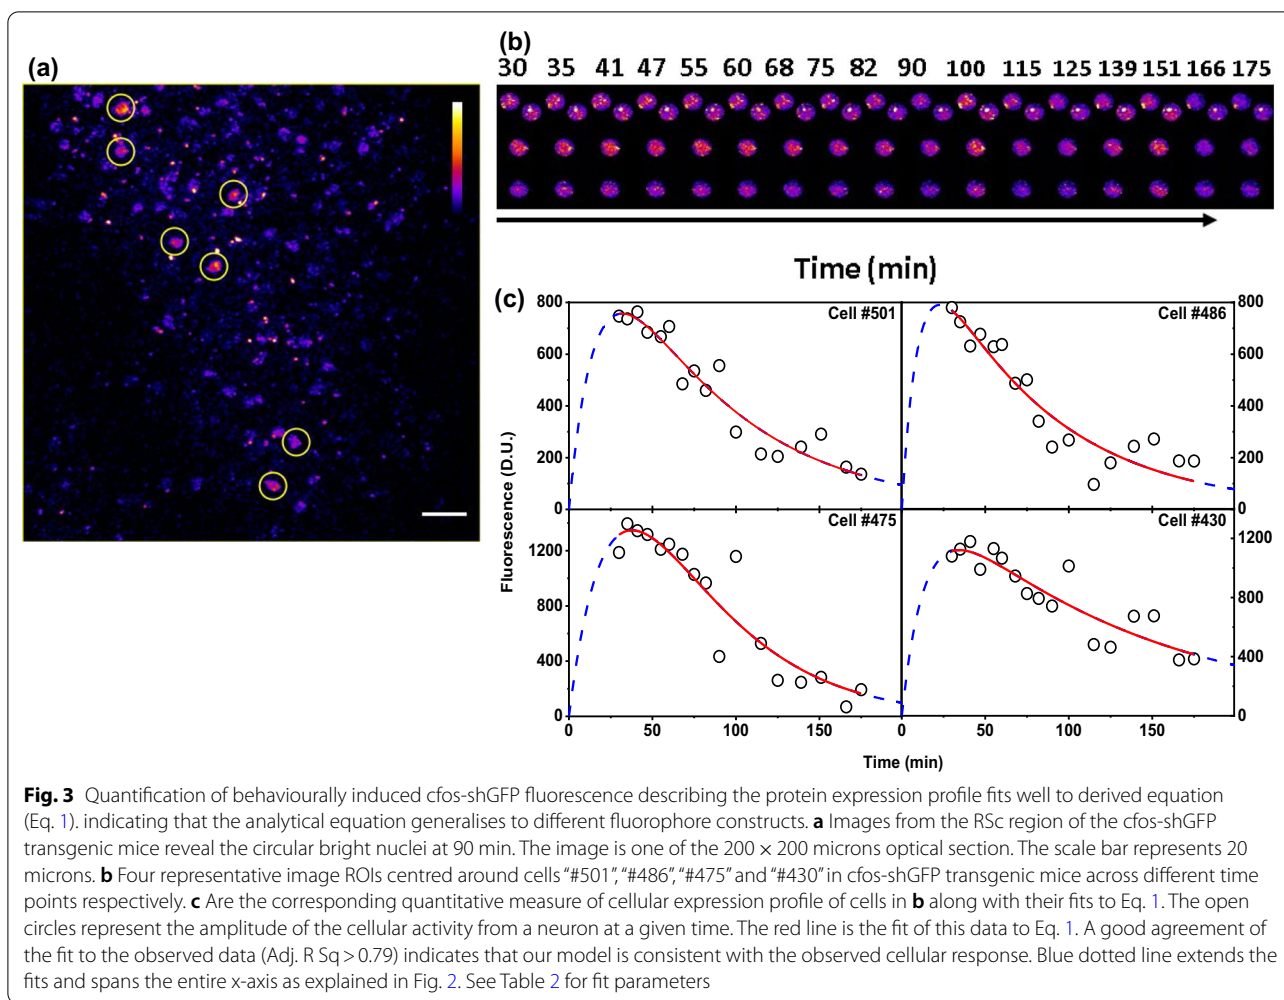 (a)
(b)
30 35 41 47 55 60 68 75 82 90 100 115 125 139 151 166 175
Time (min)
(c)
800
600
400
200
0
Cell #501
Cell #486
800
600
400
200
0
Fluorescence (D.U.)
1200
800
400
0
Cell #475
Cell #430
1200
800
400
0
0 50 100 150 0 50 100 150
Time (min)
Fig. 3 Quantification of behaviourally induced cfos-shGFP fluorescence describing the protein expression profile fits well to derived equation
(Eq. 1). indicating that the analytical equation generalises to different fluorophore constructs. a Images from the RSc region of the cfos-shGFP
transgenic mice reveal the circular bright nuclei at 90 min. The image is one of the 200 × 200 microns optical section. The scale bar represents 20
microns. b Four representative image ROIs centred around cells “#501”, “#486”, “#475” and “#430” in cfos-shGFP transgenic mice across different time
points respectively. c Are the corresponding quantitative measure of cellular expression profile of cells in b along with their fits to Eq. 1. The open
circles represent the amplitude of the cellular activity from a neuron at a given time. The red line is the fit of this data to Eq. 1. A good agreement of
the fit to the observed data (Adj. R Sq > 0.79) indicates that our model is consistent with the observed cellular response. Blue dotted line extends the
fits and spans the entire x-axis as explained in Fig. 2. See Table 2 for fit parameters